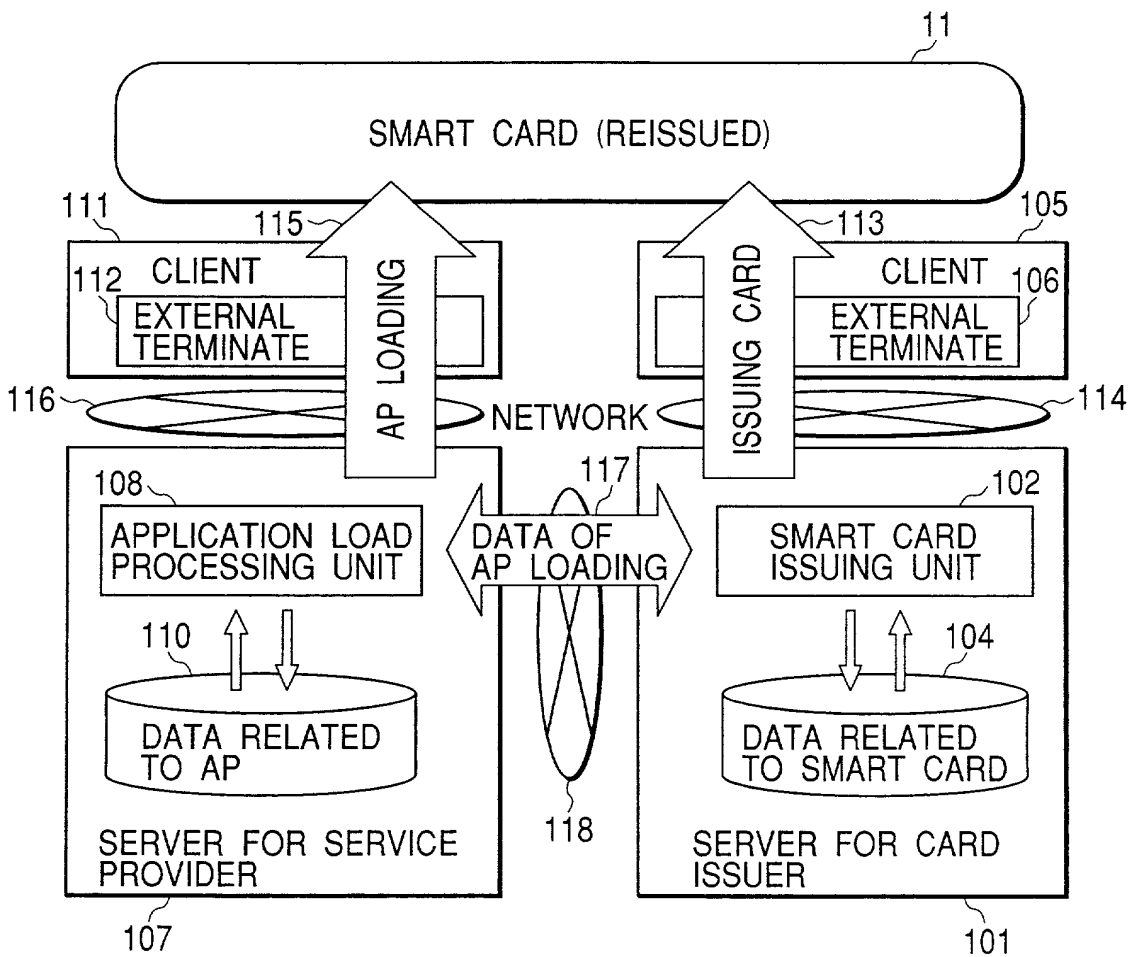 11
SMART CARD (REISSUED)
111
115
113
105
CLIENT
112
EXTERNAL
TERMINATE
AP LOADING
ISSUING CARD
CLIENT
106
EXTERNAL
TERMINATE
116
NETWORK
114
108
APPLICATION LOAD
PROCESSING UNIT
117
DATA OF
AP LOADING
102
SMART CARD
ISSUING UNIT
110
DATA RELATED
TO AP
104
DATA RELATED
TO SMART CARD
118
SERVER FOR SERVICE
PROVIDER
SERVER FOR CARD
ISSUER
107
101